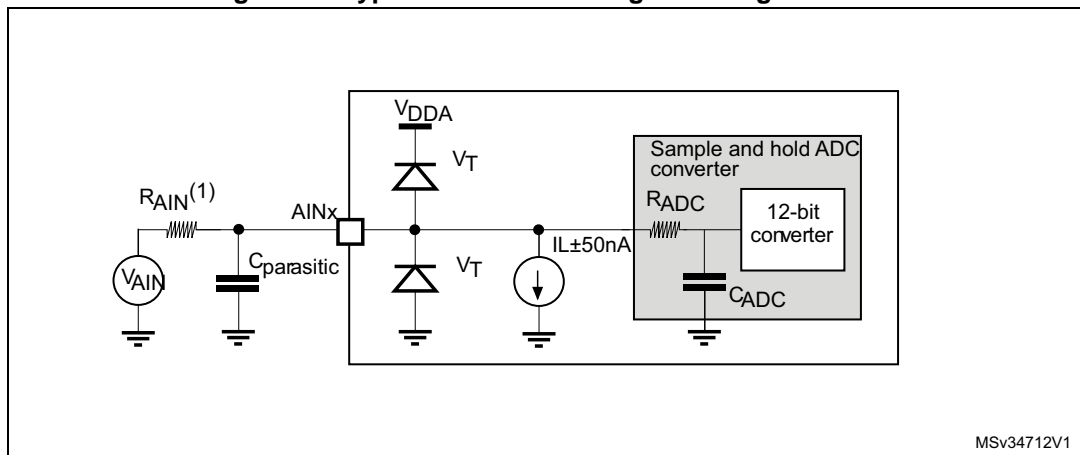 VDDA
VT
Sample and hold ADC
converter
RAIN(1)
AINx
RADC
12-bit
converter
IL±50nA
VAIN
Cparasitic
VT
CADC
MSv34712V1